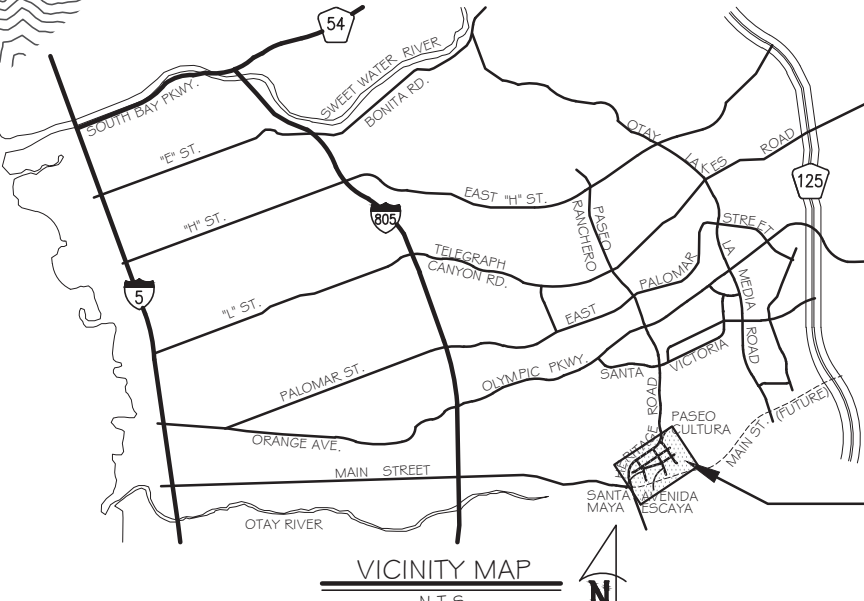 54
SWEET WATER RIVER
BONITA RD.
SOUTH BAY PKWY.
"E" ST.
OTAY LAKES ROAD
125
"H" ST.
EAST "H" ST.
805
PASEO
RANCHERO
STREET
TELEGRAPH
CANYON RD.
PALOMAR
LA MEDIA ROAD
5
"L" ST.
EAST
PALOMAR ST.
OLYMPIC PKWY.
SANTA VICTORIA
HERITAGE ROAD
MAIN ST. (FUTURE)
PASEO
CULTURA
ORANGE AVE.
MAIN STREET
SANTA
MAYA
AVENIDA
ESCAYA
OTAY RIVER
VICINITY MAP
N
N.T.S.